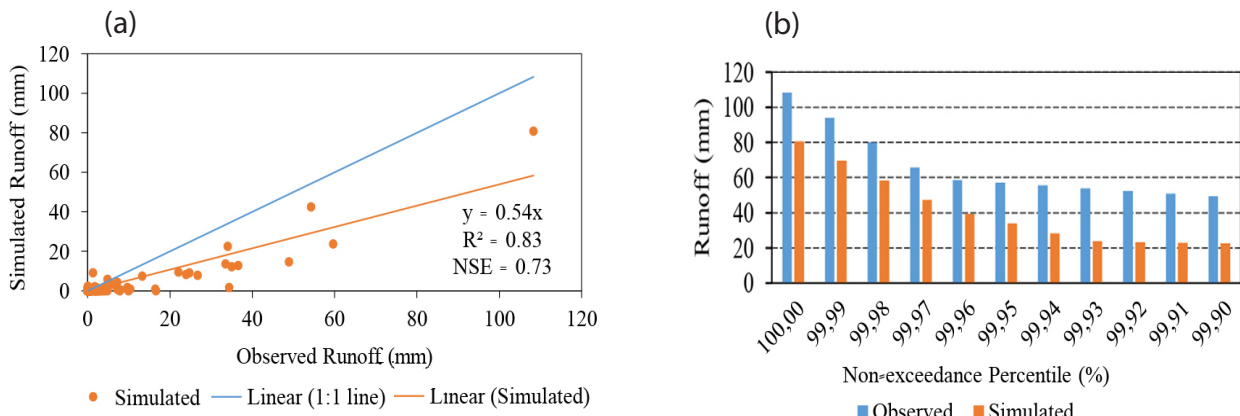 (a)
120
100
80
60
40
20
0
Simulated Runoff (mm)
y = 0.54x
R² = 0.83
NSE = 0.73
0 20 40 60 80 100 120
Observed Runoff (mm)
Simulated Linear (1:1 line) Linear (Simulated)
(b)
120
100
80
60
40
20
0
Runoff (mm)
100,00 99,99 99,98 99,97 99,96 99,95 99,94 99,93 99,92 99,91 99,90
Non-exceedance Percentile (%)
Observed Simulated